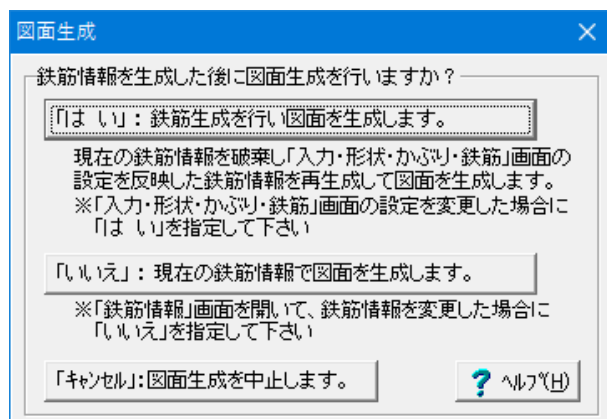 図面生成
鉄筋情報を生成した後に図面生成を行いますか？
「は い」：鉄筋生成を行い図面を生成します。
現在の鉄筋情報を破棄し「入力・形状・かぶり・鉄筋」画面の
設定を反映した鉄筋情報を再生成して図面を生成します。
※「入力・形状・かぶり・鉄筋」画面の設定を変更した場合に
「は い」を指定して下さい
「いいえ」：現在の鉄筋情報で図面を生成します。
※「鉄筋情報」画面を開いて、鉄筋情報を変更した場合に
「いいえ」を指定して下さい
「ｷｬﾝｾﾙ」：図面生成を中止します。
? ﾍﾙﾌﾟ(H)